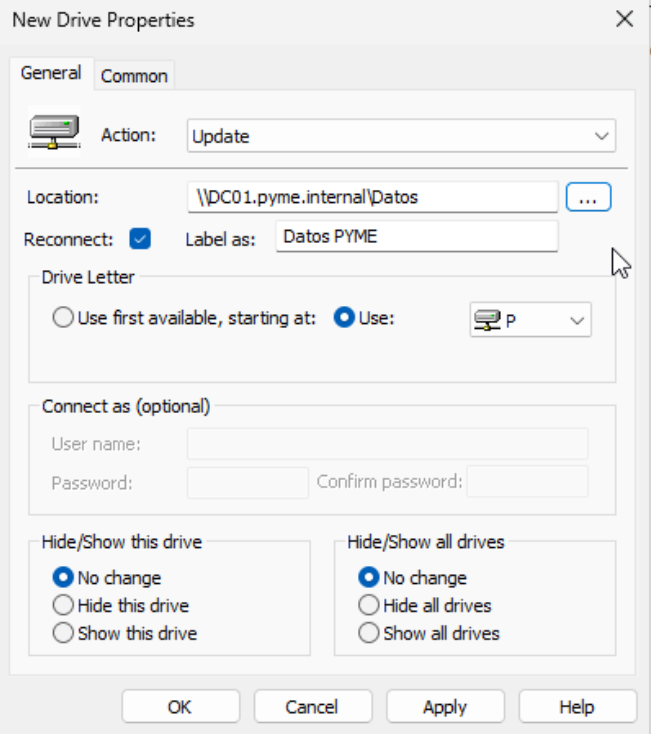 New Drive Properties
General Common
Action: Update
Location: \\DC01.pyme.internal\Datos ...
Reconnect: Label as: Datos PYME
Drive Letter
Use first available, starting at: Use: P
Connect as (optional)
User name:
Password: Confirm password:
Hide/Show this drive Hide/Show all drives
No change No change
Hide this drive Hide all drives
Show this drive Show all drives
OK Cancel Apply Help